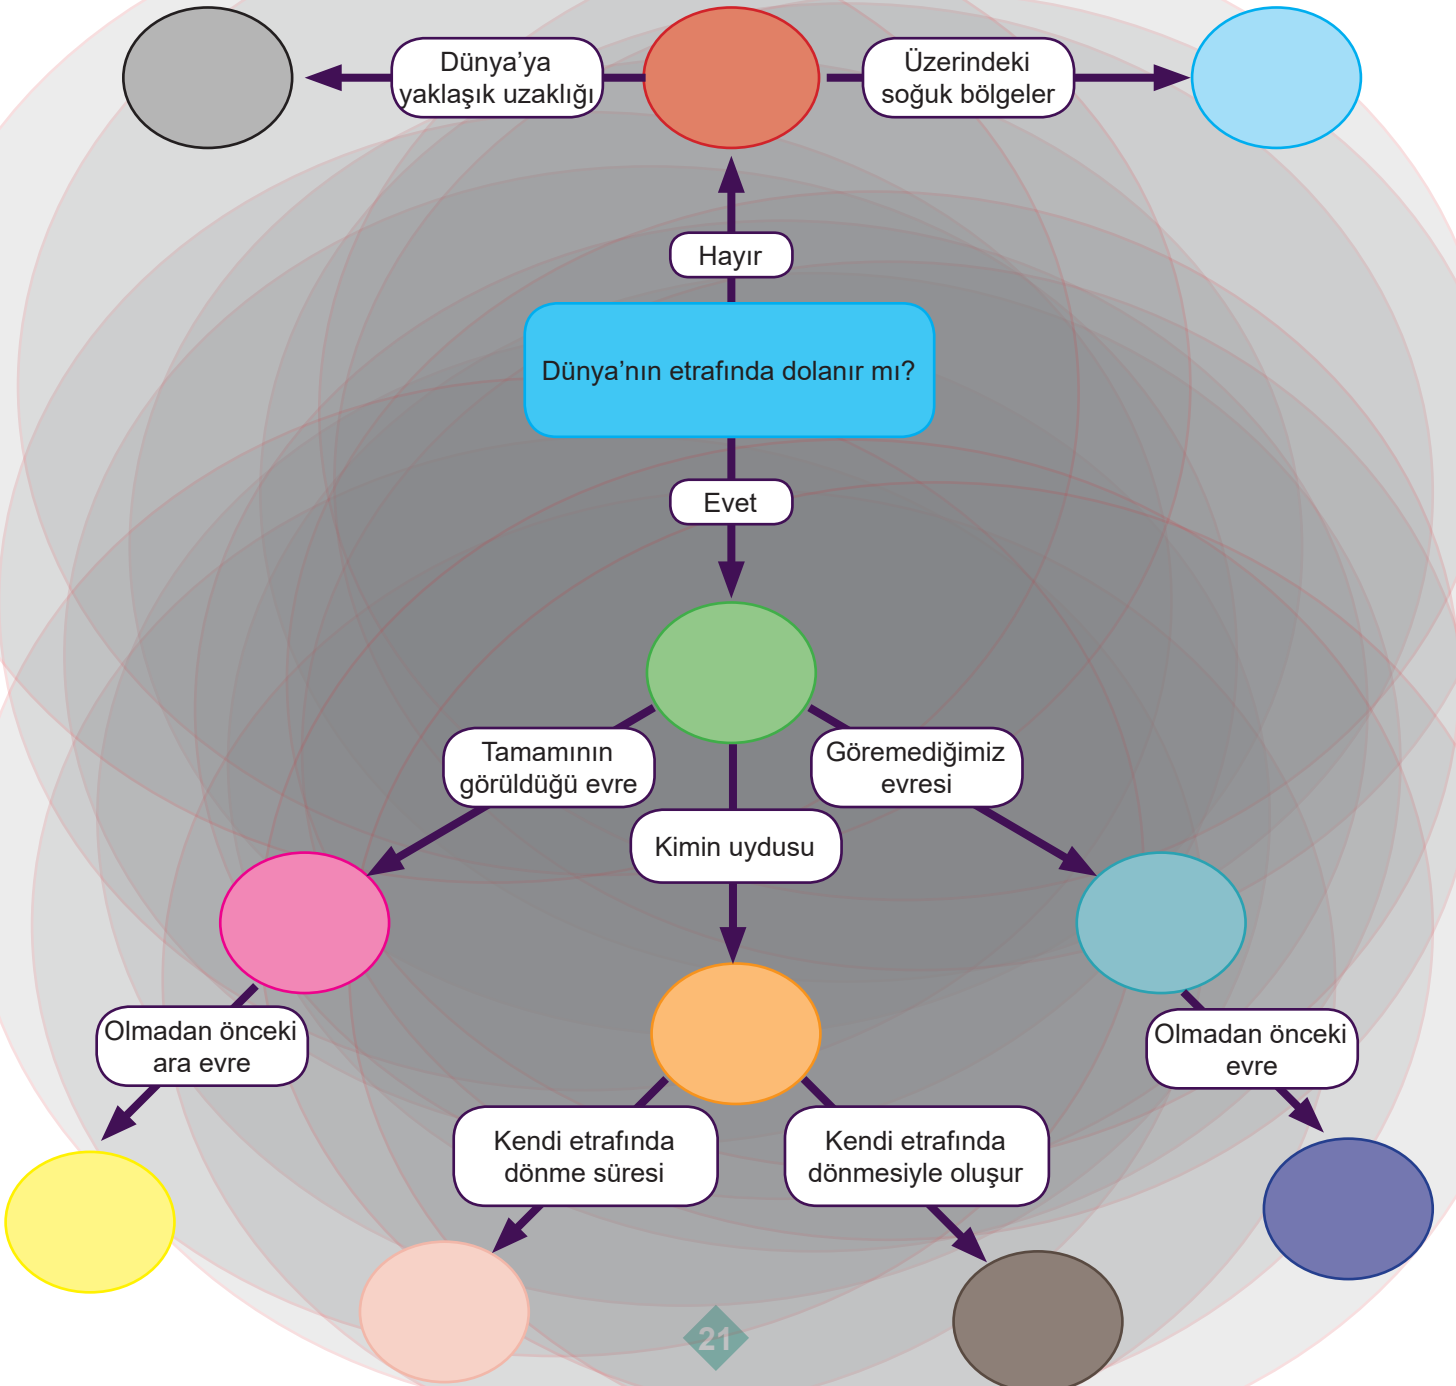 Dünya’ya
yaklaşık uzaklığı
Üzerindeki
soğuk bölgeler
Hayır
Dünya’nın etrafında dolanır mı?
Evet
Tamamının
görüldüğü evre
Göremediğimiz
evresi
Kimin uydusu
Olmadan önceki
ara evre
Olmadan önceki
evre
Kendi etrafında
dönme süresi
Kendi etrafında
dönmesiyle oluşur
21